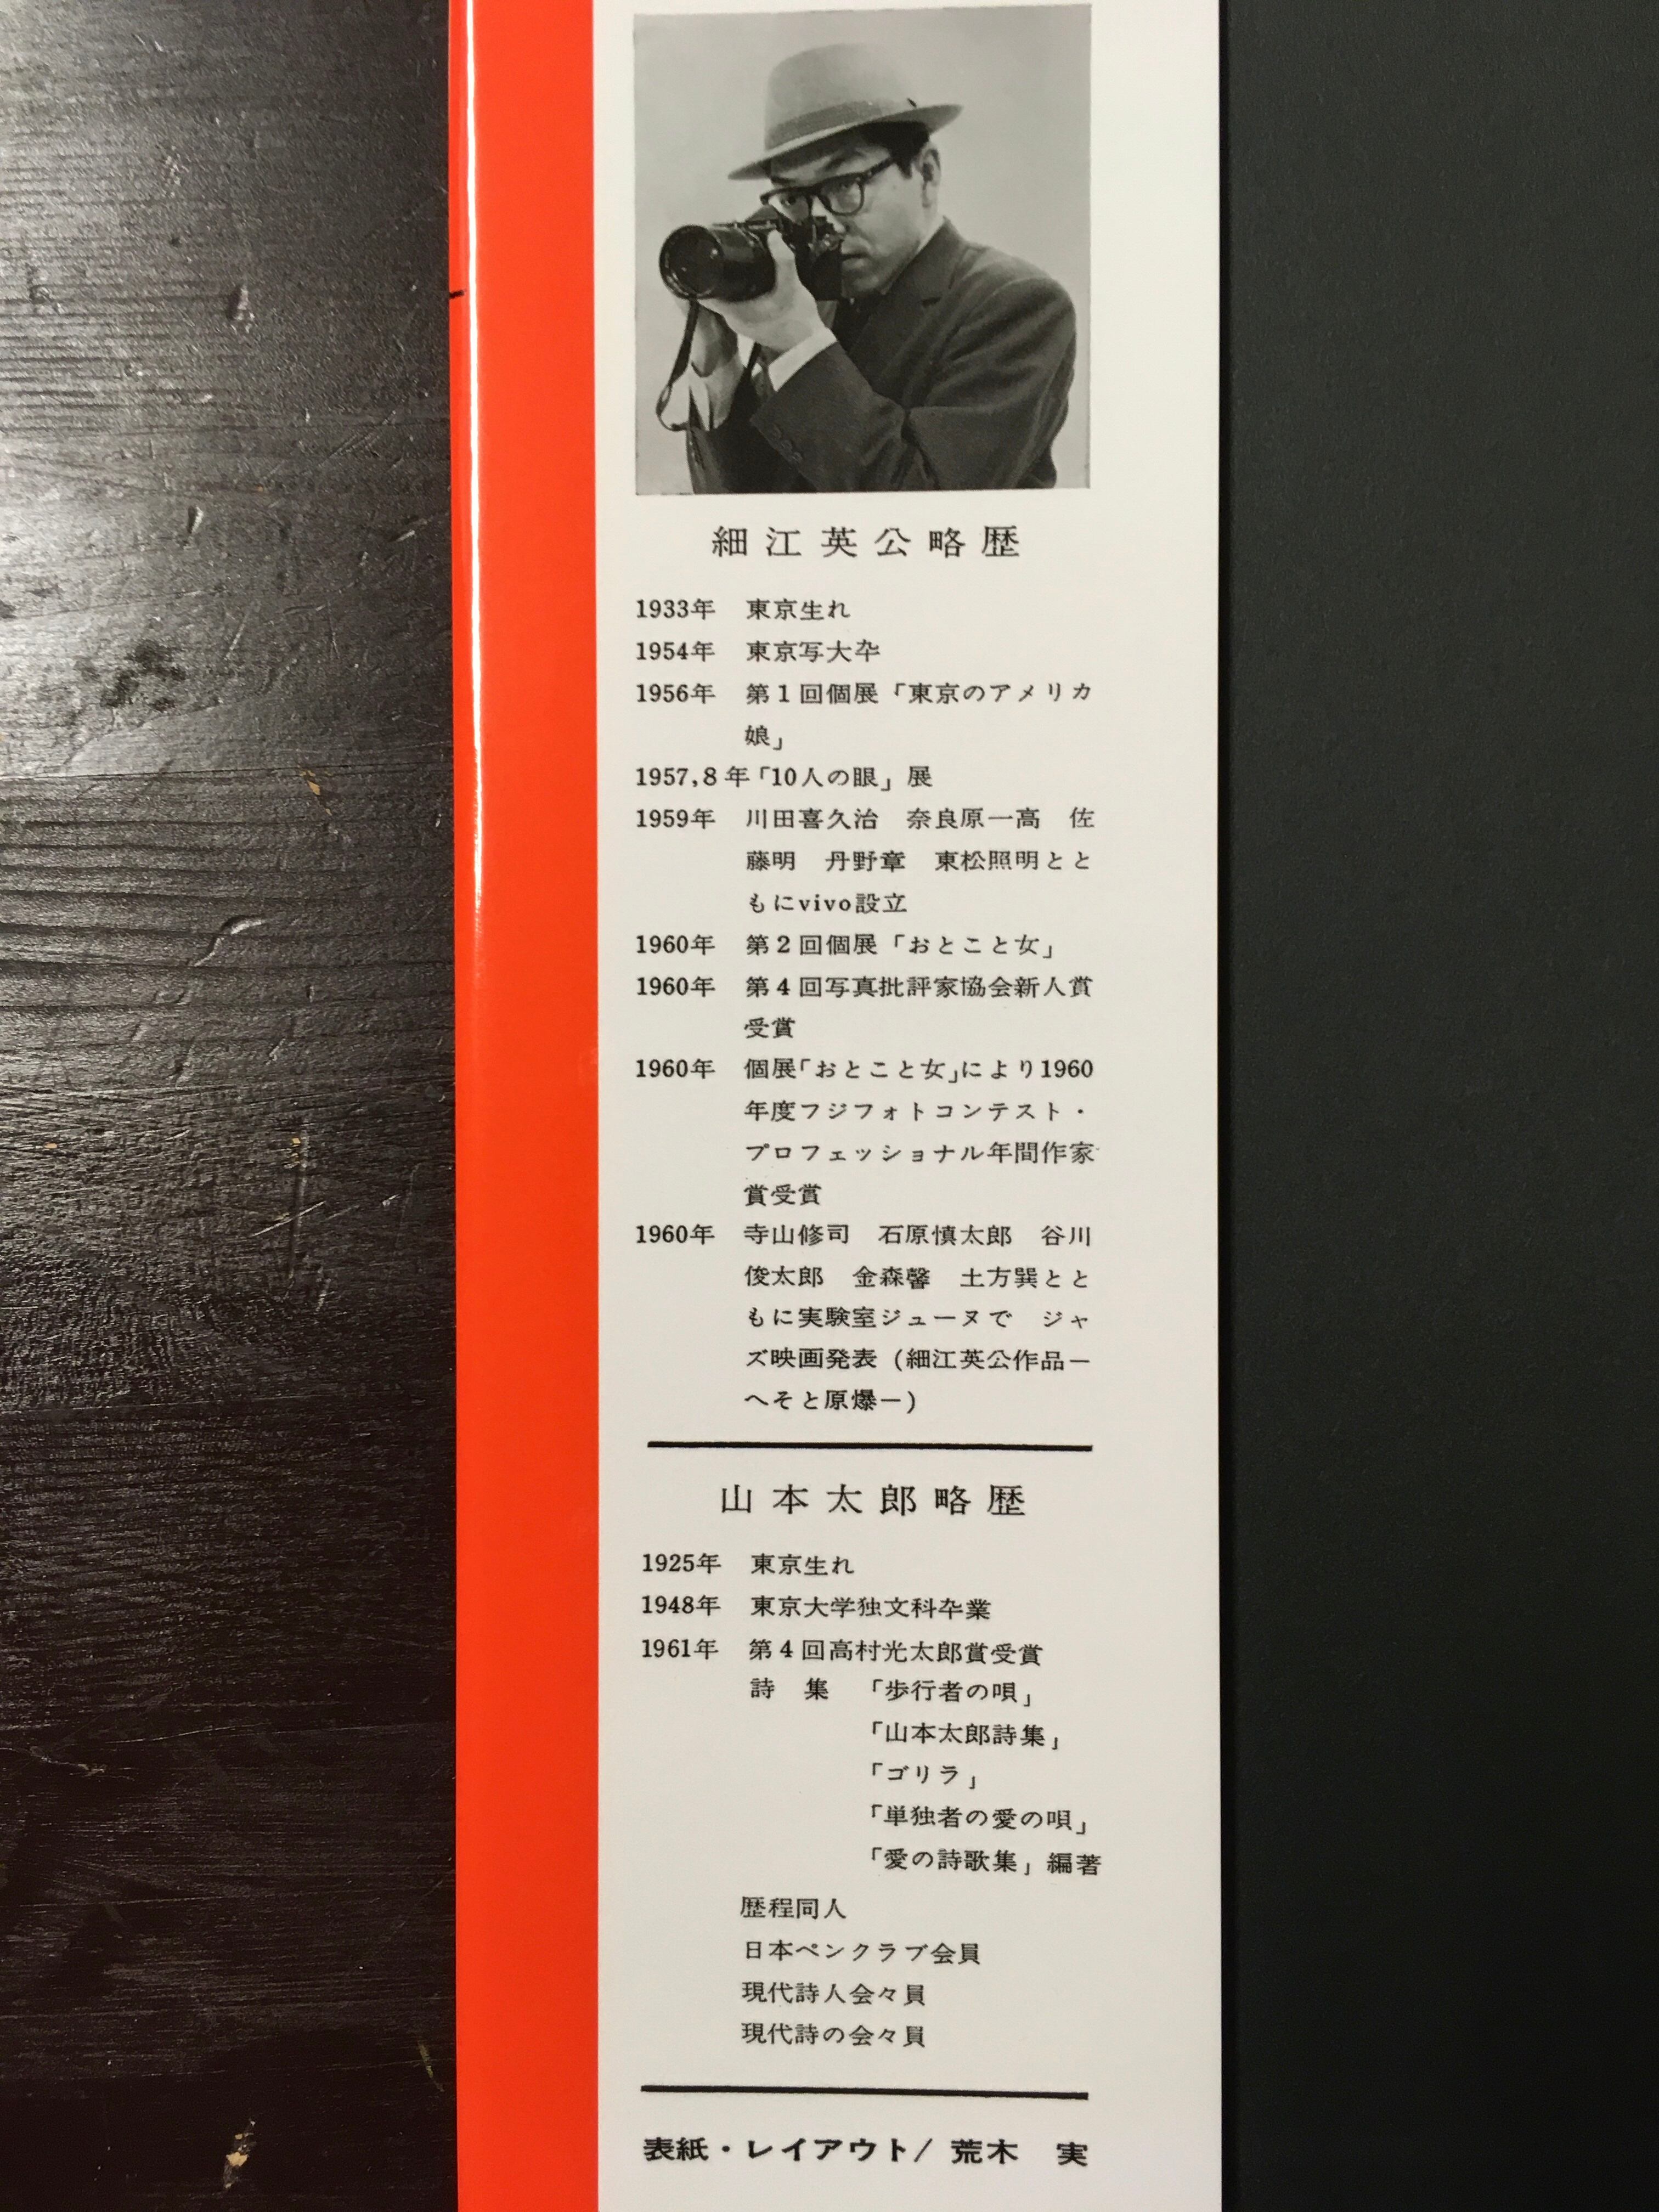 細江英公略歴
1933年 東京生れ
1954年 東京写大卒
1956年 第1回個展「東京のアメリカ
娘」
1957,8年「10人の眼」展
1959年 川田喜久治 奈良原一高 佐
藤明 丹野章 東松照明とと
もにvivo設立
1960年 第2回個展「おとこと女」
1960年 第4回写真批評家協会新人賞
受賞
1960年 個展「おとこと女」により1960
年度フジフォトコンテスト・
プロフェッショナル年間作家
賞受賞
1960年 寺山修司 石原慎太郎 谷川
俊太郎 金森馨 土方巽とと
もに実験室ジューヌで ジャ
ズ映画発表(細江英公作品ー
へそと原爆ー)
山本太郎略歴
1925年 東京生れ
1948年 東京大学独文科卒業
1961年 第4回高村光太郎賞受賞
詩 集 「歩行者の唄」
「山本太郎詩集」
「ゴリラ」
「単独者の愛の唄」
「愛の詩歌集」編著
歴程同人
日本ペンクラブ会員
現代詩人会々員
現代詩の会々員
表紙・レイアウト/ 荒木 実